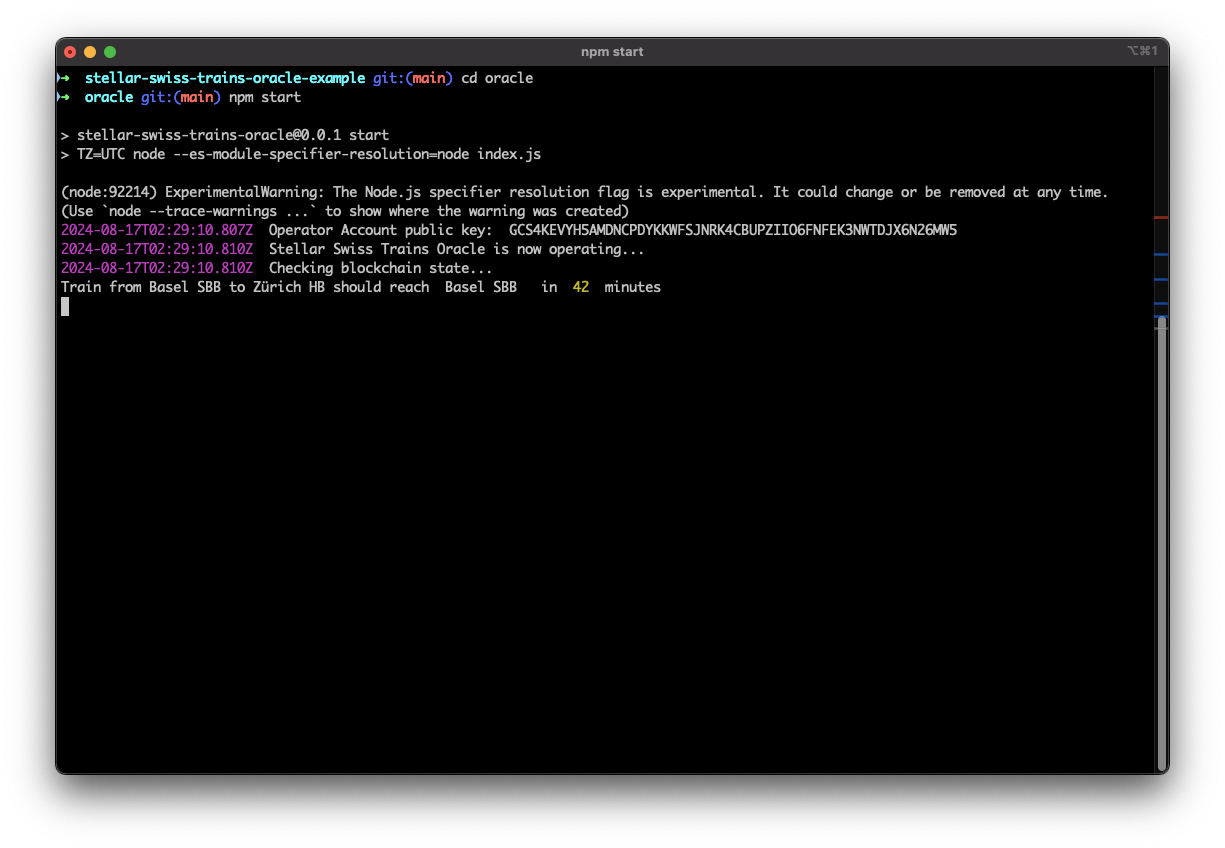 npm start
⌥⌘1
➜ stellar-swiss-trains-oracle-example git:(main) cd oracle
➜ oracle git:(main) npm start
> stellar-swiss-trains-oracle@0.0.1 start
> TZ=UTC node --es-module-specifier-resolution=node index.js
(node:92214) ExperimentalWarning: The Node.js specifier resolution flag is experimental. It could change or be removed at any time.
(Use `node --trace-warnings ...` to show where the warning was created)
2024-08-17T02:29:10.807Z  Operator Account public key:  GCS4KEVYH5AMDNCPDYKKWFSJNRK4CBUPZIIO6FNFEK3NWTDJX6N26MW5
2024-08-17T02:29:10.810Z  Stellar Swiss Trains Oracle is now operating...
2024-08-17T02:29:10.810Z  Checking blockchain state...
Train from Basel SBB to Zürich HB should reach  Basel SBB   in  42  minutes